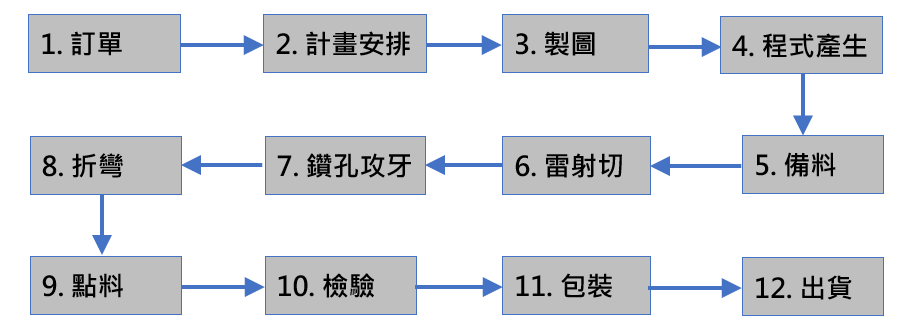 1. 訂單
2. 計畫安排
3. 製圖
4. 程式產生
5. 備料
6. 雷射切
7. 鑽孔攻牙
8. 折彎
9. 點料
10. 檢驗
11. 包裝
12. 出貨